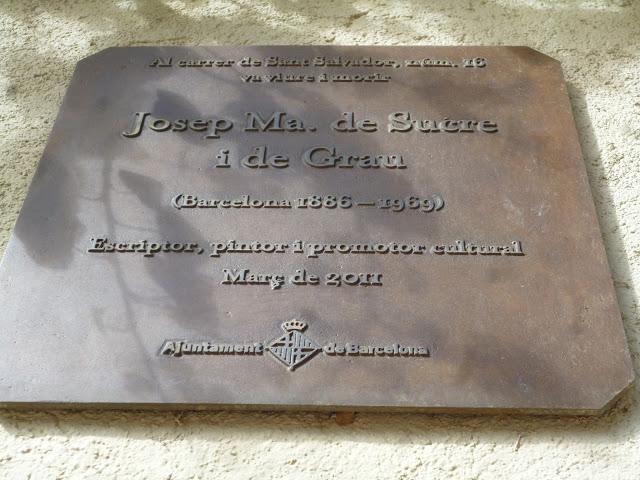 Al carrer de Sant Salvador, núm. 16
va viure i morir
Josep Ma. de Sucre
i de Grau
(Barcelona 1886 – 1969)
Escriptor, pintor i promotor cultural
Març de 2011
Ajuntament de Barcelona